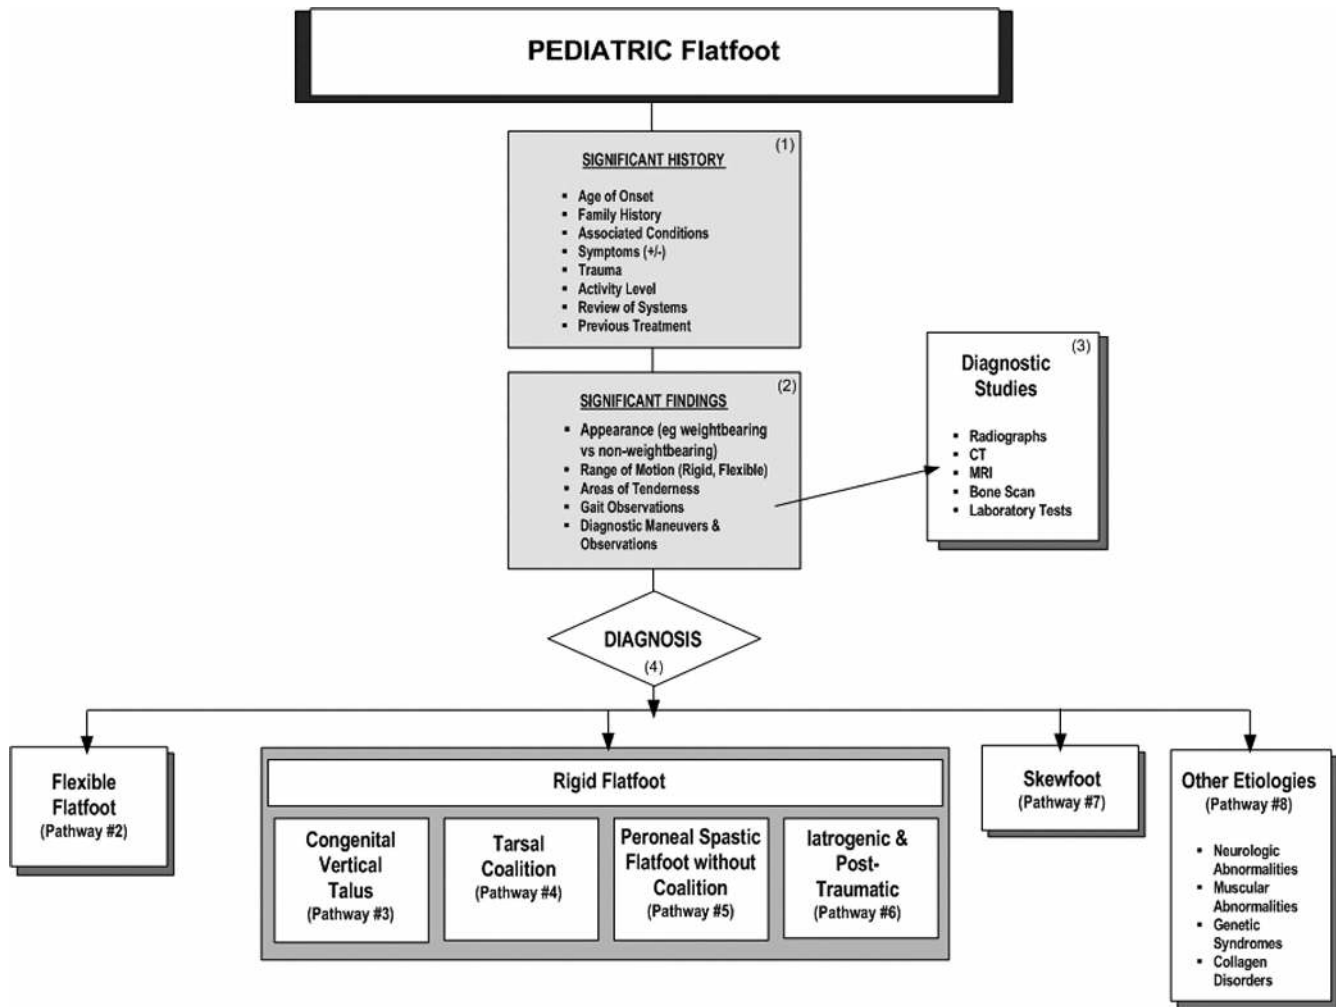 PEDIATRIC Flatfoot
(1)
SIGNIFICANT HISTORY
▪ Age of Onset
▪ Family History
▪ Associated Conditions
▪ Symptoms (+/-)
▪ Trauma
▪ Activity Level
▪ Review of Systems
▪ Previous Treatment
(2)
SIGNIFICANT FINDINGS
▪ Appearance (eg weightbearing
vs non-weightbearing)
▪ Range of Motion (Rigid, Flexible)
▪ Areas of Tenderness
▪ Gait Observations
▪ Diagnostic Maneuvers &
Observations
(3)
Diagnostic
Studies
▪ Radiographs
▪ CT
▪ MRI
▪ Bone Scan
▪ Laboratory Tests
DIAGNOSIS
(4)
Flexible
Flatfoot
(Pathway #2)
Rigid Flatfoot
Congenital
Vertical
Talus
(Pathway #3)
Tarsal
Coalition
(Pathway #4)
Peroneal Spastic
Flatfoot without
Coalition
(Pathway #5)
Iatrogenic &
Post-
Traumatic
(Pathway #6)
Skewfoot
(Pathway #7)
Other Etiologies
(Pathway #8)
▪ Neurologic
Abnormalities
▪ Muscular
Abnormalities
▪ Genetic
Syndromes
▪ Collagen
Disorders